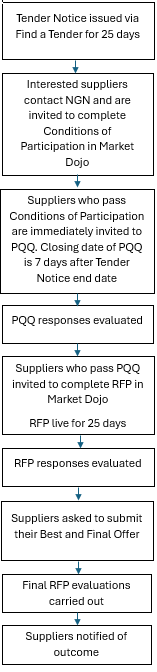 Tender Notice issued via
Find a Tender for 25 days
Interested suppliers
contact NGN and are
invited to complete
Conditions of
Participation in Market
Dojo
Suppliers who pass
Conditions of Participation
are immediately invited to
PQQ. Closing date of PQQ
is 7 days after Tender
Notice end date
PQQ responses evaluated
Suppliers who pass PQQ
invited to complete RFP in
Market Dojo
RFP live for 25 days
RFP responses evaluated
Suppliers asked to submit
their Best and Final Offer
Final RFP evaluations
carried out
Suppliers notified of
outcome